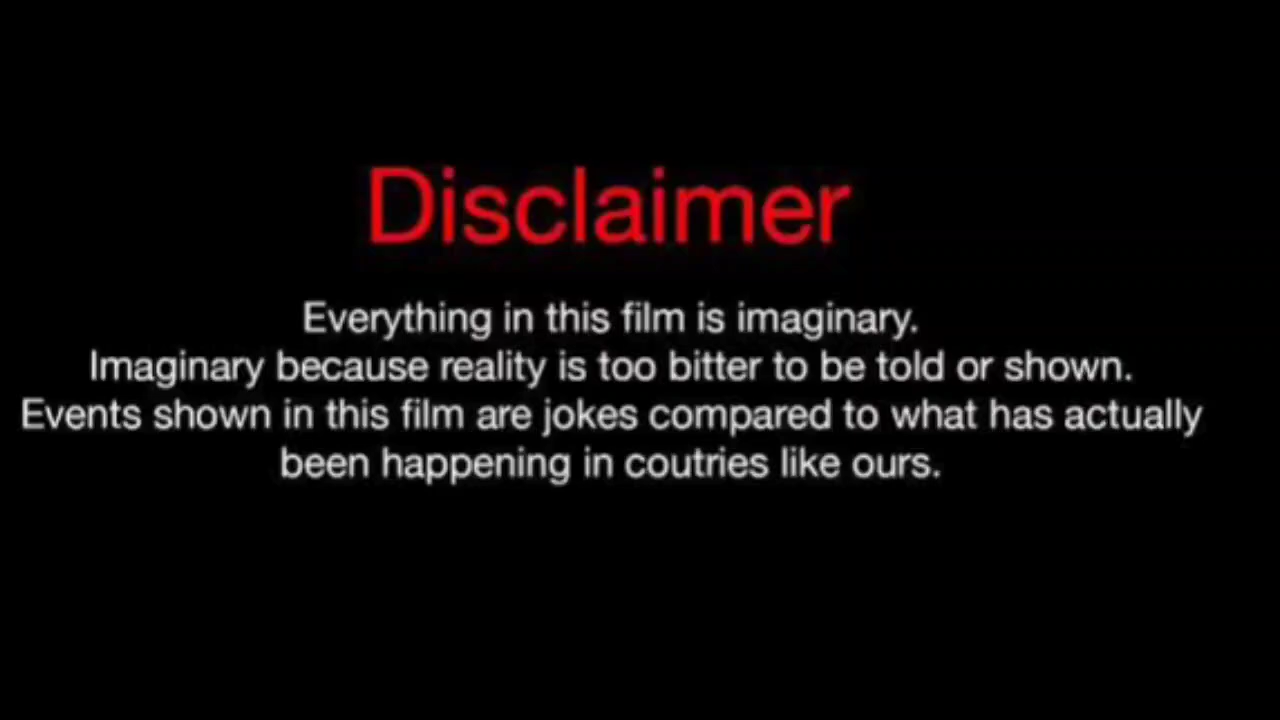 Disclaimer
Everything in this film is imaginary.
Imaginary because reality is too bitter to be told or shown.
Events shown in this film are jokes compared to what has actually
been happening in coutries like ours.